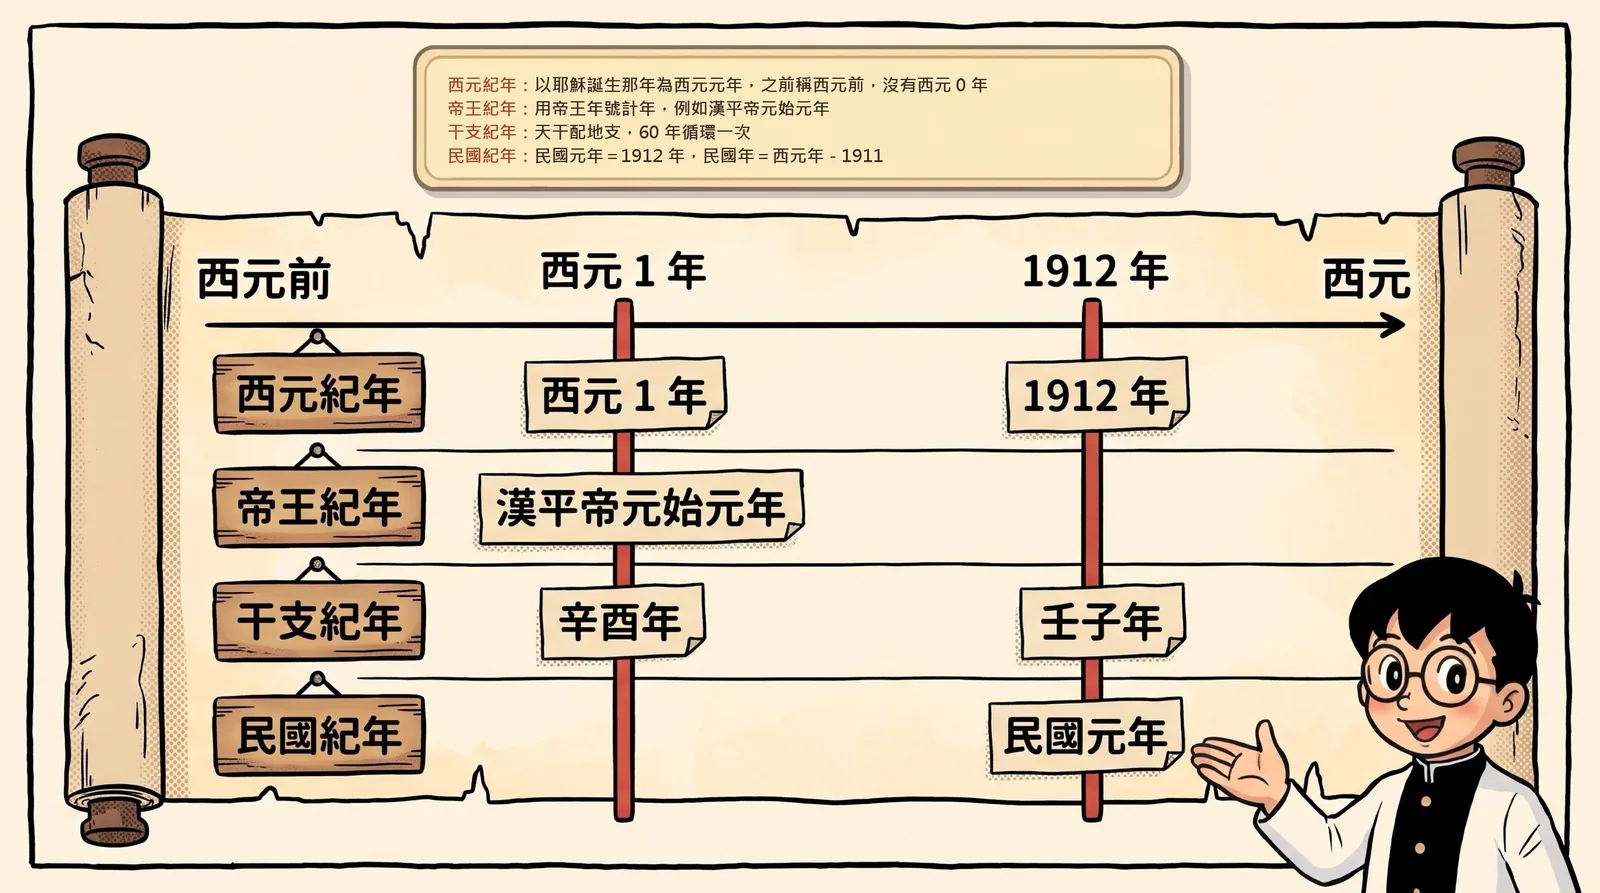 西元紀年：以耶穌誕生那年為西元元年，之前稱西元前，沒有西元 0 年
帝王紀年：用帝王年號計年，例如漢平帝元始元年
干支紀年：天干配地支，60 年循環一次
民國紀年：民國元年＝1912 年，民國年＝西元年 - 1911
西元前
西元 1 年
1912 年
西元
西元紀年
西元 1 年
1912 年
帝王紀年
漢平帝元始元年
干支紀年
辛酉年
壬子年
民國紀年
民國元年